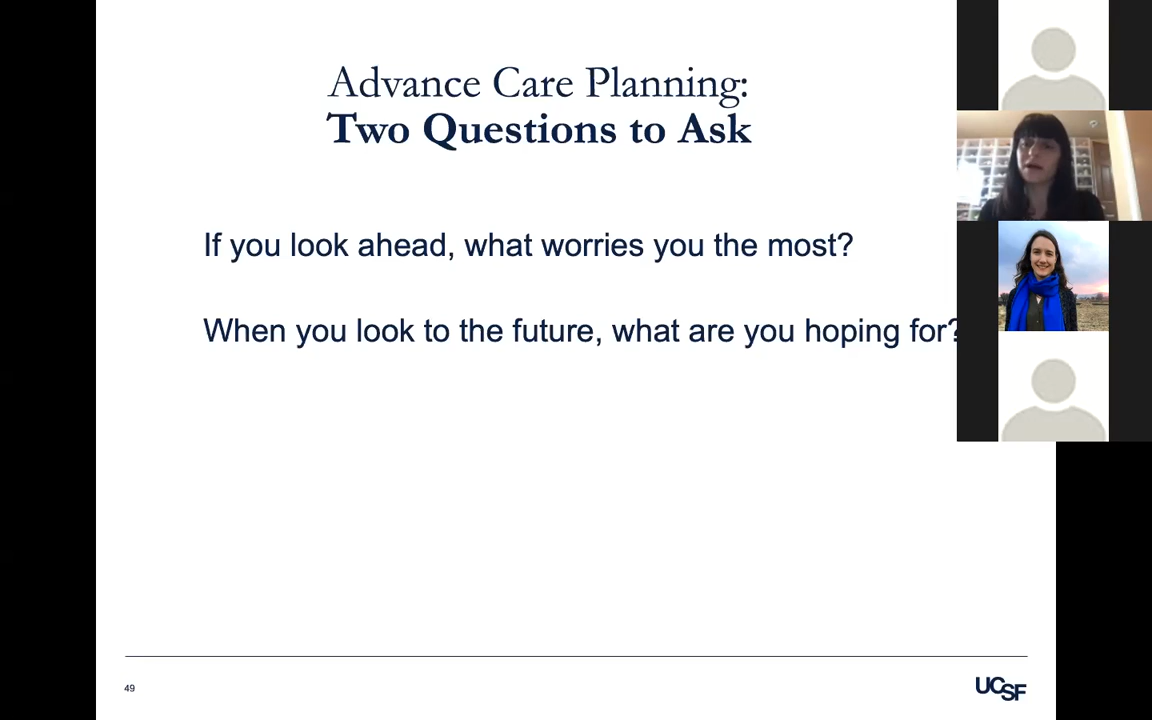 Advance Care Planning:
Two Questions to Ask
If you look ahead, what worries you the most?
When you look to the future, what are you hoping for?
49
UCSF